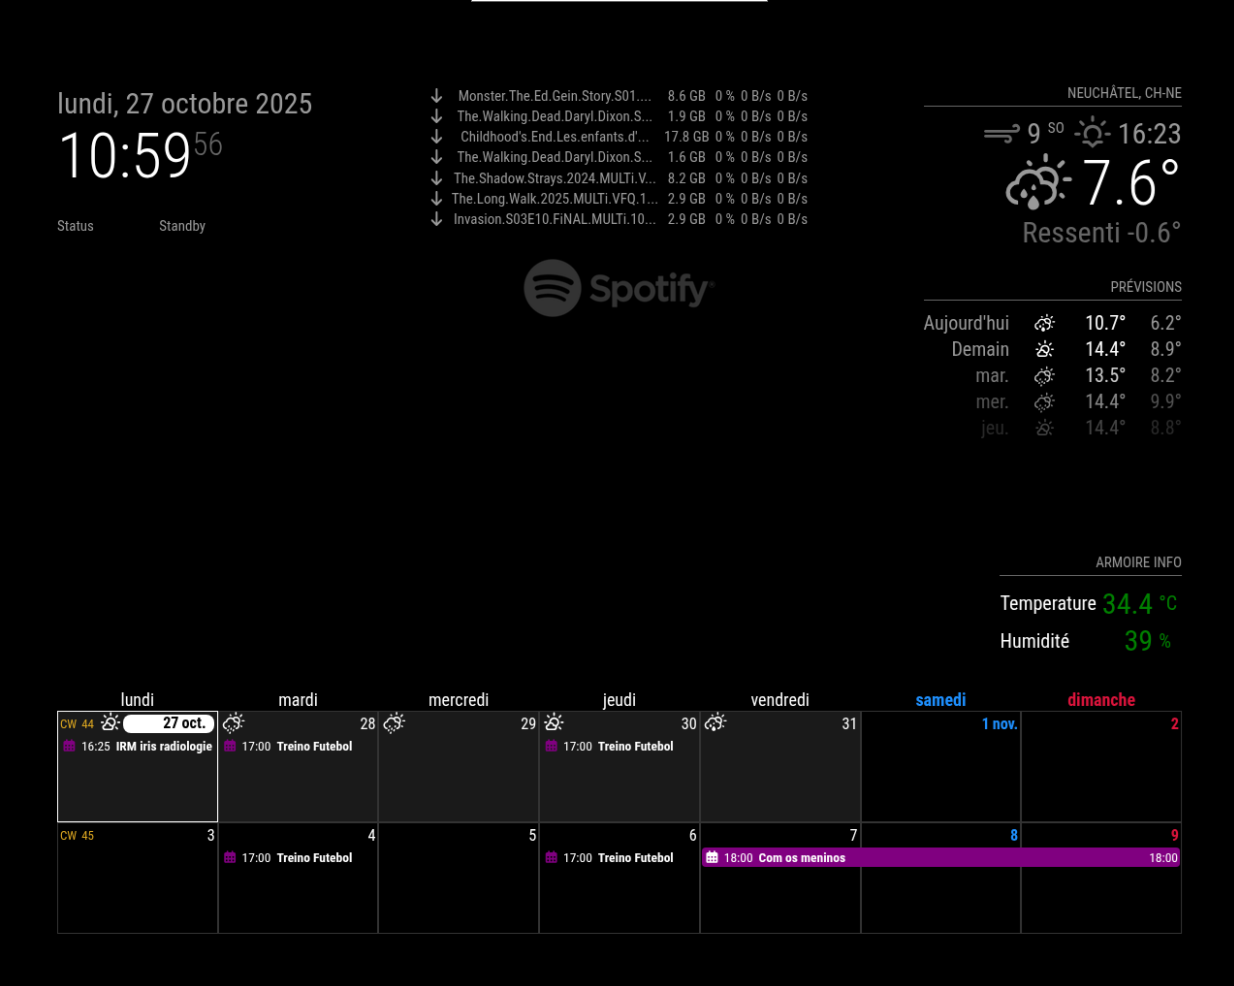 lundi, 27 octobre 2025
10:59 56
Status Standby
Monster.The.Ed.Gein.Story.S01.... 8.6 GB 0 % 0 B/s 0 B/s
The.Walking.Dead.Daryl.Dixon.S... 1.9 GB 0 % 0 B/s 0 B/s
Childhood's.End.Les.enfants.d'... 17.8 GB 0 % 0 B/s 0 B/s
The.Walking.Dead.Daryl.Dixon.S... 1.6 GB 0 % 0 B/s 0 B/s
The.Shadow.Strays.2024.MULTi.V... 8.2 GB 0 % 0 B/s 0 B/s
The.Long.Walk.2025.MULTi.VFQ.1... 2.9 GB 0 % 0 B/s 0 B/s
Invasion.S03E10.FiNAL.MULTi.10... 2.9 GB 0 % 0 B/s 0 B/s
Spotify
NEUCHÂTEL, CH-NE
9 SO 16:23
7.6°
Ressenti -0.6°
PRÉVISIONS
Aujourd'hui 10.7° 6.2°
Demain 14.4° 8.9°
mar. 13.5° 8.2°
mer. 14.4° 9.9°
jeu. 14.4° 8.8°
ARMOIRE INFO
Temperature 34.4 °C
Humidité 39 %
lundi mardi mercredi jeudi vendredi samedi dimanche
CW 44 27 oct. 28 29 30 31 1 nov. 2
16:25 IRM iris radiologie 17:00 Treino Futebol 17:00 Treino Futebol
CW 45 3 4 5 6 7 8 9
17:00 Treino Futebol 17:00 Treino Futebol 18:00 Com os meninos 18:00